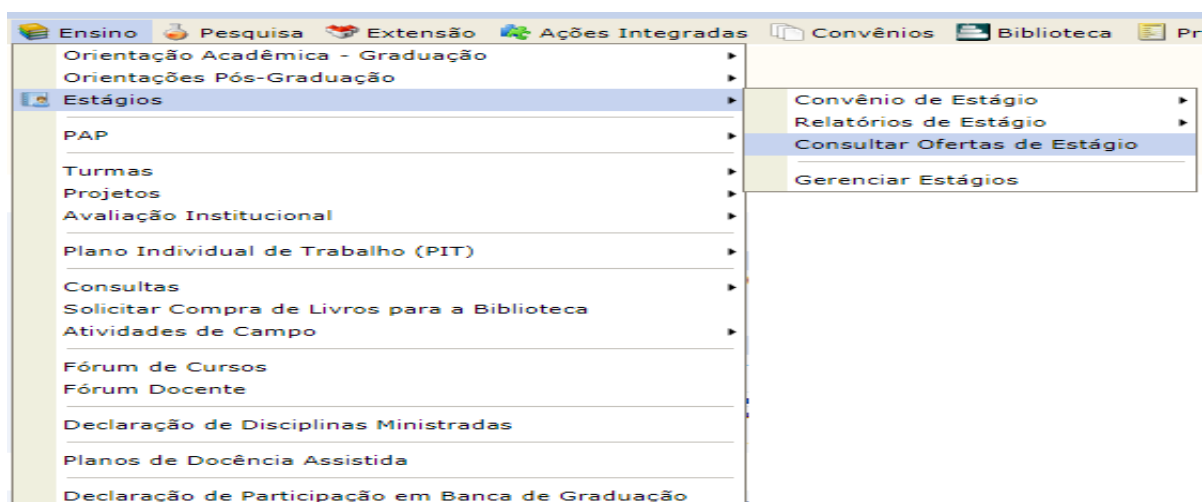 Ensino Pesquisa Extensão Ações Integradas Convênios Biblioteca Pr
Orientação Acadêmica - Graduação
Orientações Pós-Graduação
Estágios
PAP
Turmas
Projetos
Avaliação Institucional
Plano Individual de Trabalho (PIT)
Consultas
Solicitar Compra de Livros para a Biblioteca
Atividades de Campo
Fórum de Cursos
Fórum Docente
Declaração de Disciplinas Ministradas
Planos de Docência Assistida
Declaração de Participação em Banca de Graduação
Convênio de Estágio
Relatórios de Estágio
Consultar Ofertas de Estágio
Gerenciar Estágios